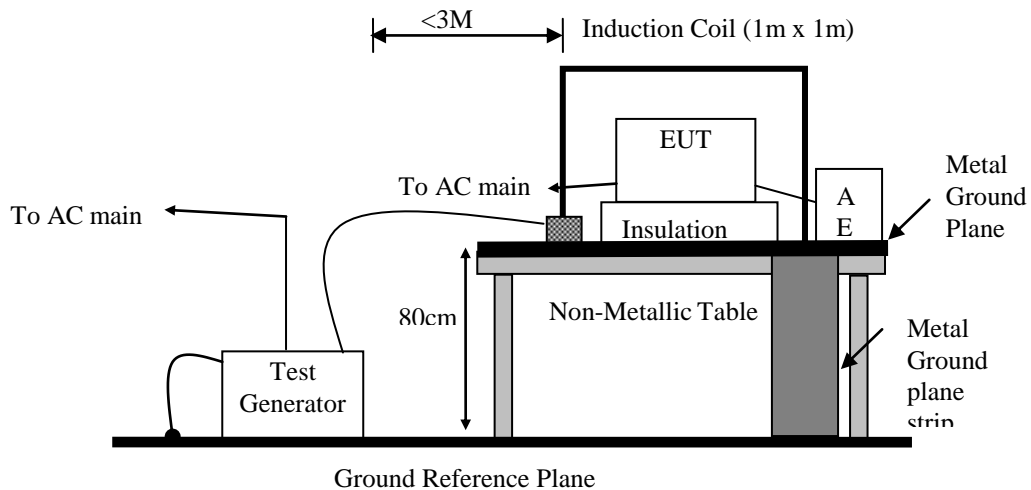 <3M
Induction Coil (1m x 1m)
EUT
To AC main
To AC main
Insulation
A
E
Metal
Ground
Plane
80cm
Non-Metallic Table
Test
Generator
Metal
Ground
plane
strip
Ground Reference Plane